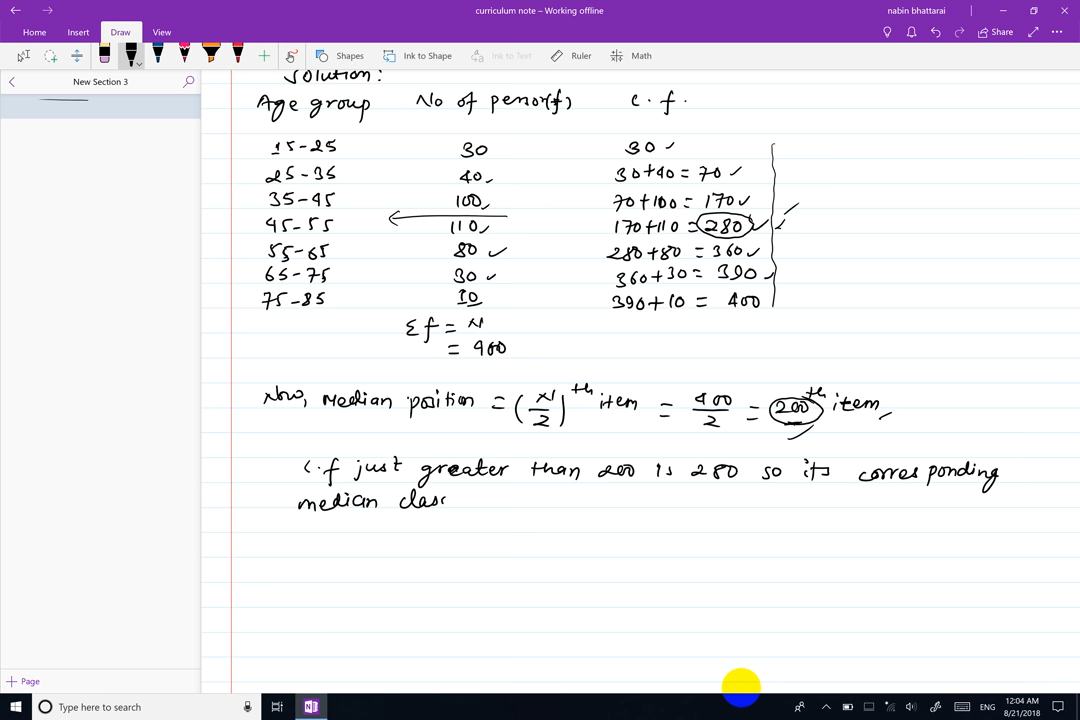 curriculum note – Working offline
nabin bhattarai
Home Insert Draw View
Share
Shapes Ink to Shape Ink to Text Ruler Math
New Section 3
Solution:
Age group No of person(f) C.f.
15-25 30 30
25-35 40 30+40 = 70
35-45 100 70+100 = 170
45-55 110 170+110 = 280
55-65 80 280+80 = 360
65-75 30 360+30 = 390
75-85 10 390+10 = 400
Σf = N
= 400
Now, Median position = (N/2)th item = 400/2 = 200th item
C.f just greater than 200 is 280 so its corresponding
median clas
Page
Type here to search
ENG
12:04 AM
8/21/2018